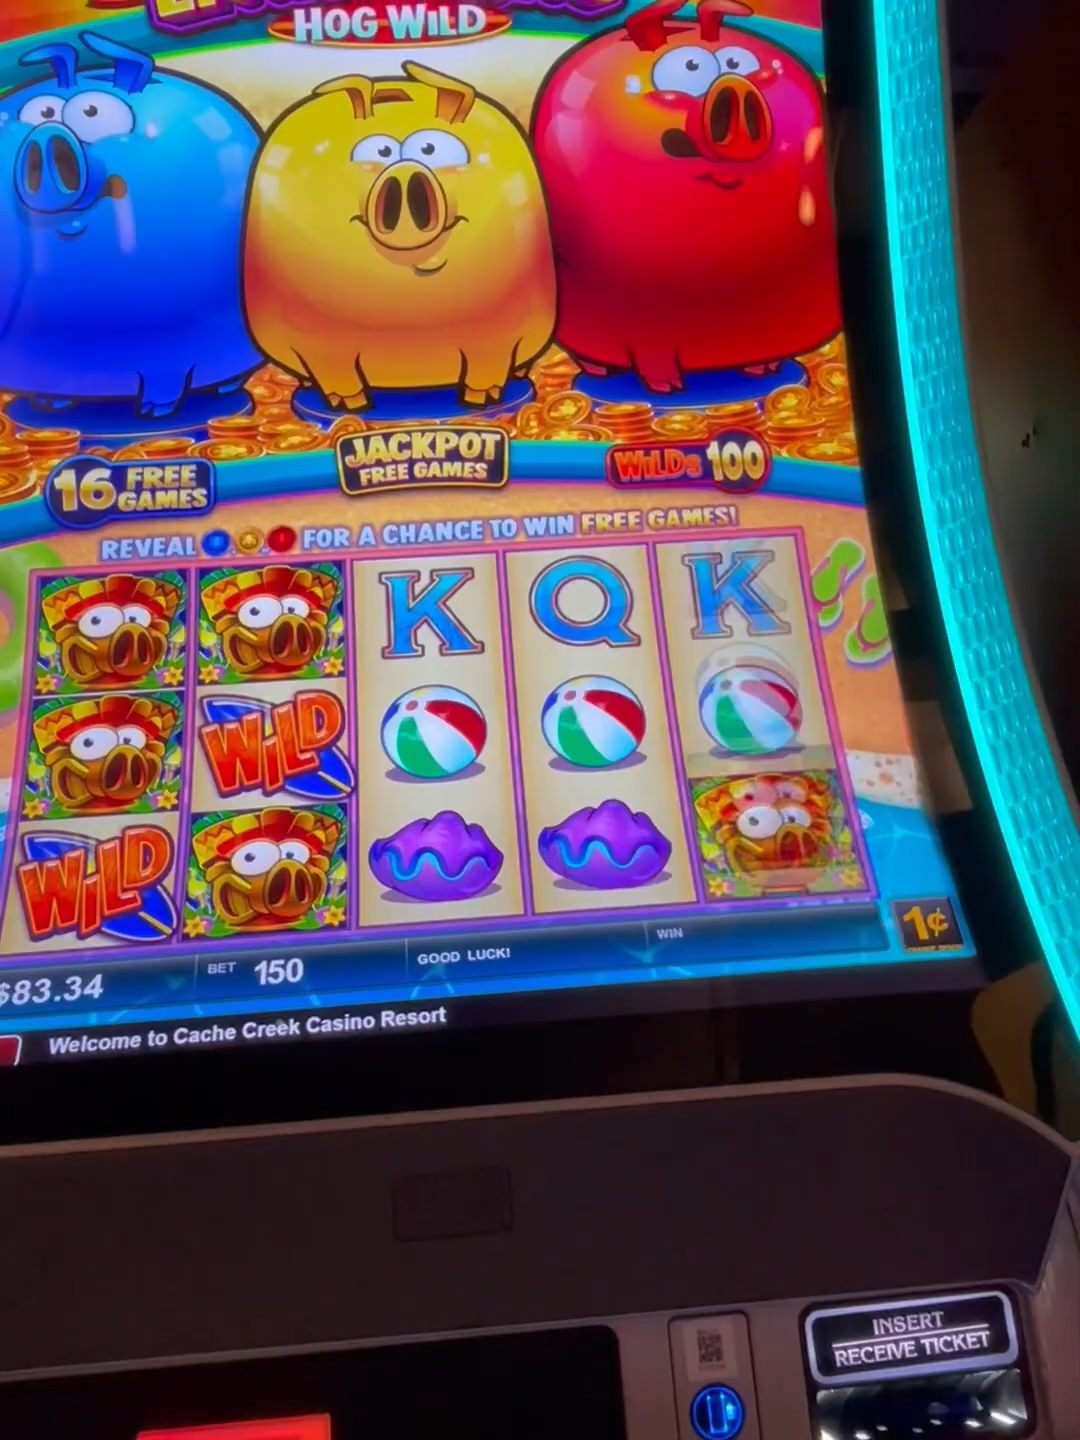 HOG WILD
16 FREE GAMES
JACKPOT FREE GAMES
WILDS 100
REVEAL FOR A CHANCE TO WIN FREE GAMES!
K Q K
WILD
WILD
$83.34 BET 150 GOOD LUCK! WIN 1¢
Welcome to Cache Creek Casino Resort
INSERT
RECEIVE TICKET